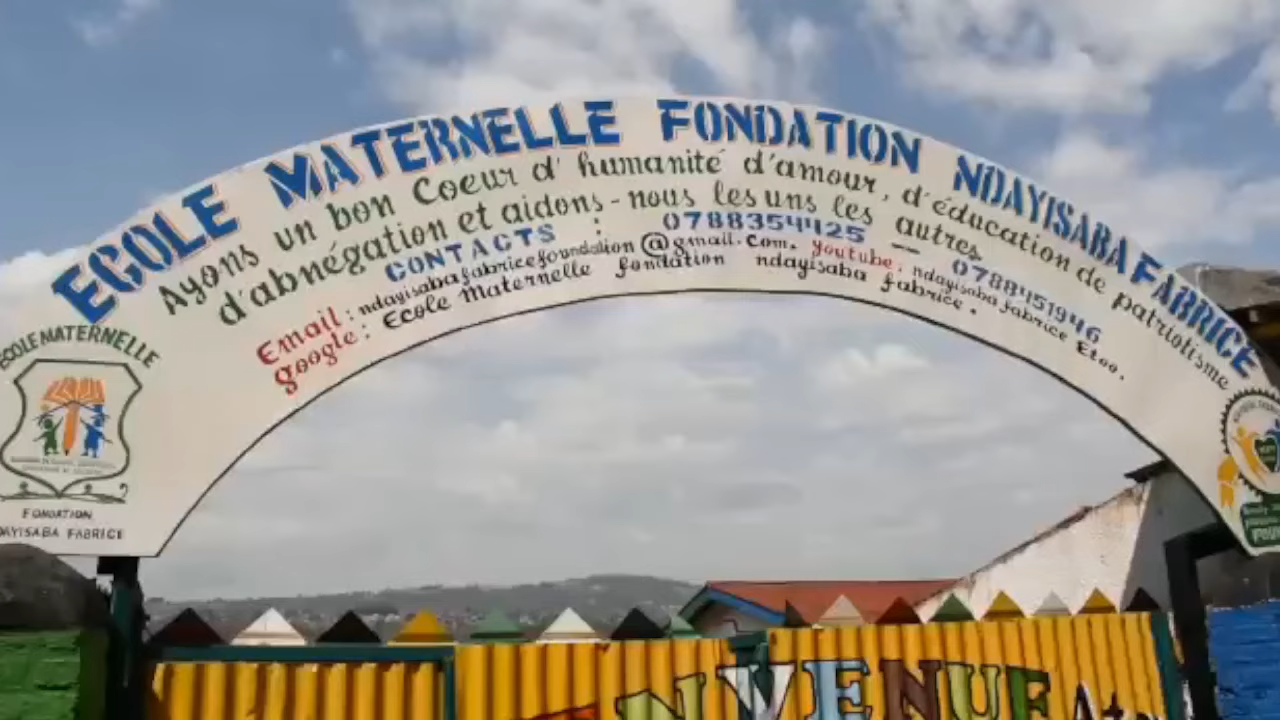 ECOLE MATERNELLE FONDATION NDAYISABA FABRICE
Ayons un bon Coeur d'humanité d'amour, d'éducation de patriotisme
d'abnégation et aidons-nous les uns les autres
CONTACTS : 0788354425 - 0788451946
Email: ndayisabafabricefoundation@gmail.com. youtube: ndayisaba fabrice Etoo.
google: Ecole Maternelle fondation ndayisaba fabrice.
ECOLE MATERNELLE
FONDATION
NDAYISABA FABRICE